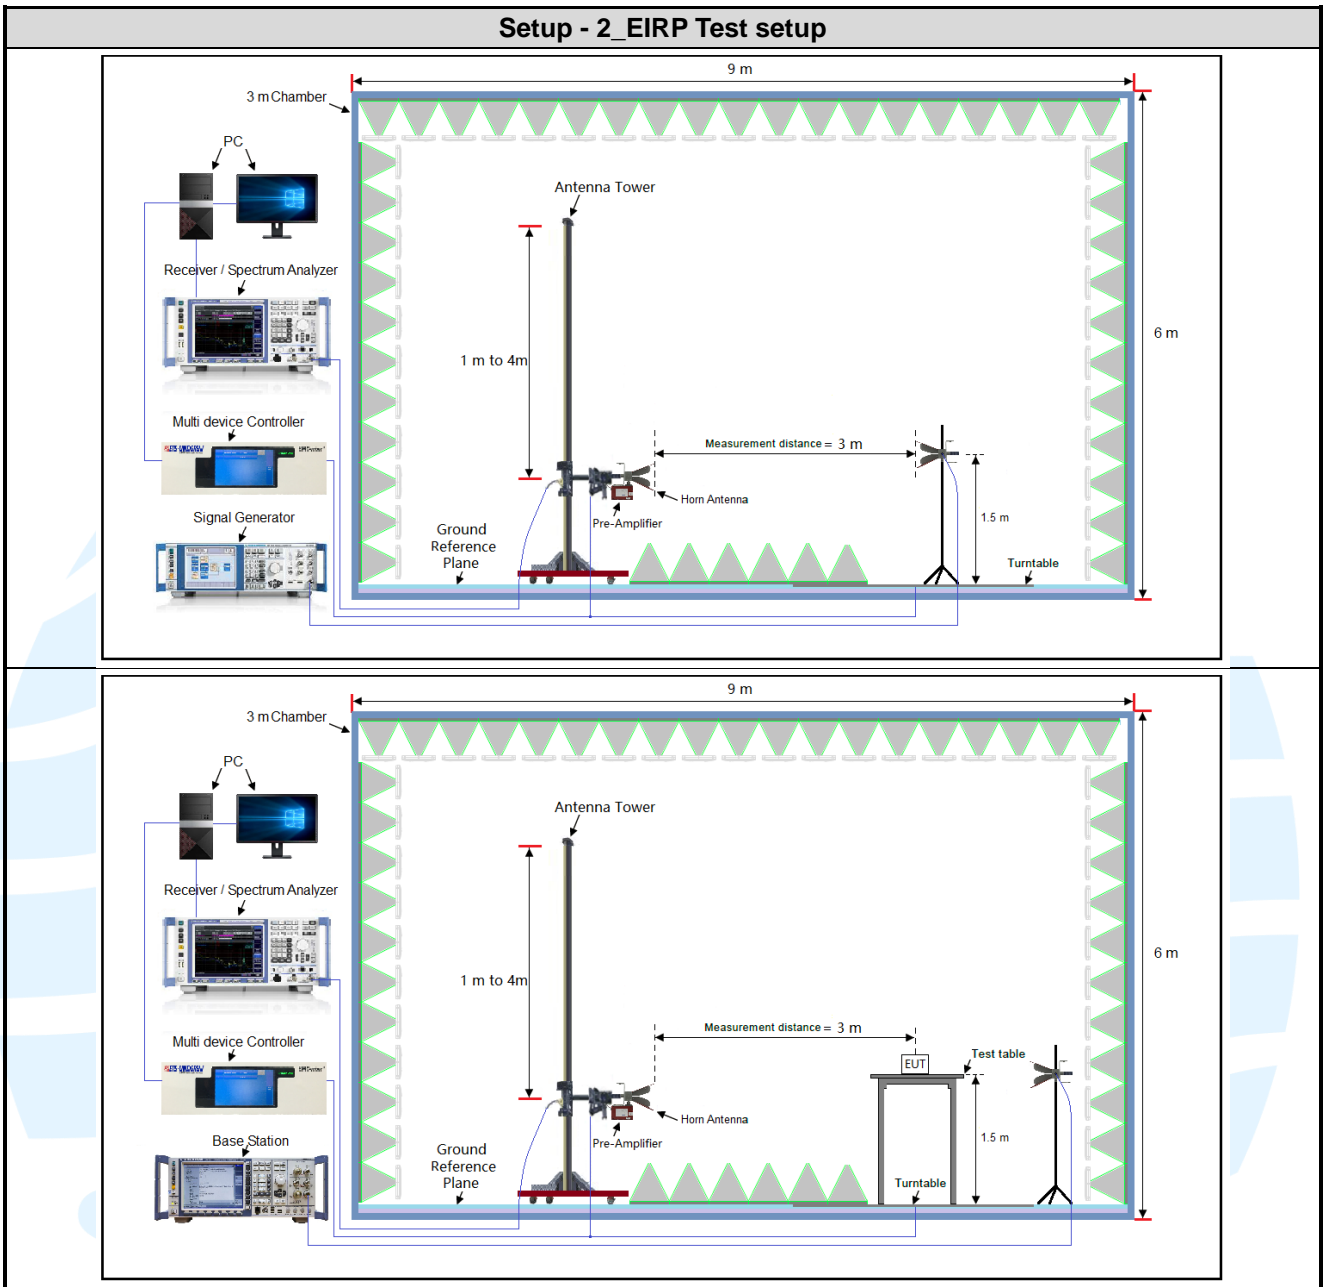 Setup - 2_EIRP Test setup
9 m
3 m Chamber
PC
Antenna Tower
Receiver / Spectrum Analyzer
1 m to 4m
6 m
Multi device Controller
Measurement distance = 3 m
Horn Antenna
Pre-Amplifier
Signal Generator
1.5 m
Ground
Reference
Plane
Turntable
9 m
3 m Chamber
PC
Antenna Tower
Receiver / Spectrum Analyzer
1 m to 4m
6 m
Multi device Controller
Measurement distance = 3 m
EUT
Test table
Horn Antenna
Pre-Amplifier
Base Station
1.5 m
Ground
Reference
Plane
Turntable